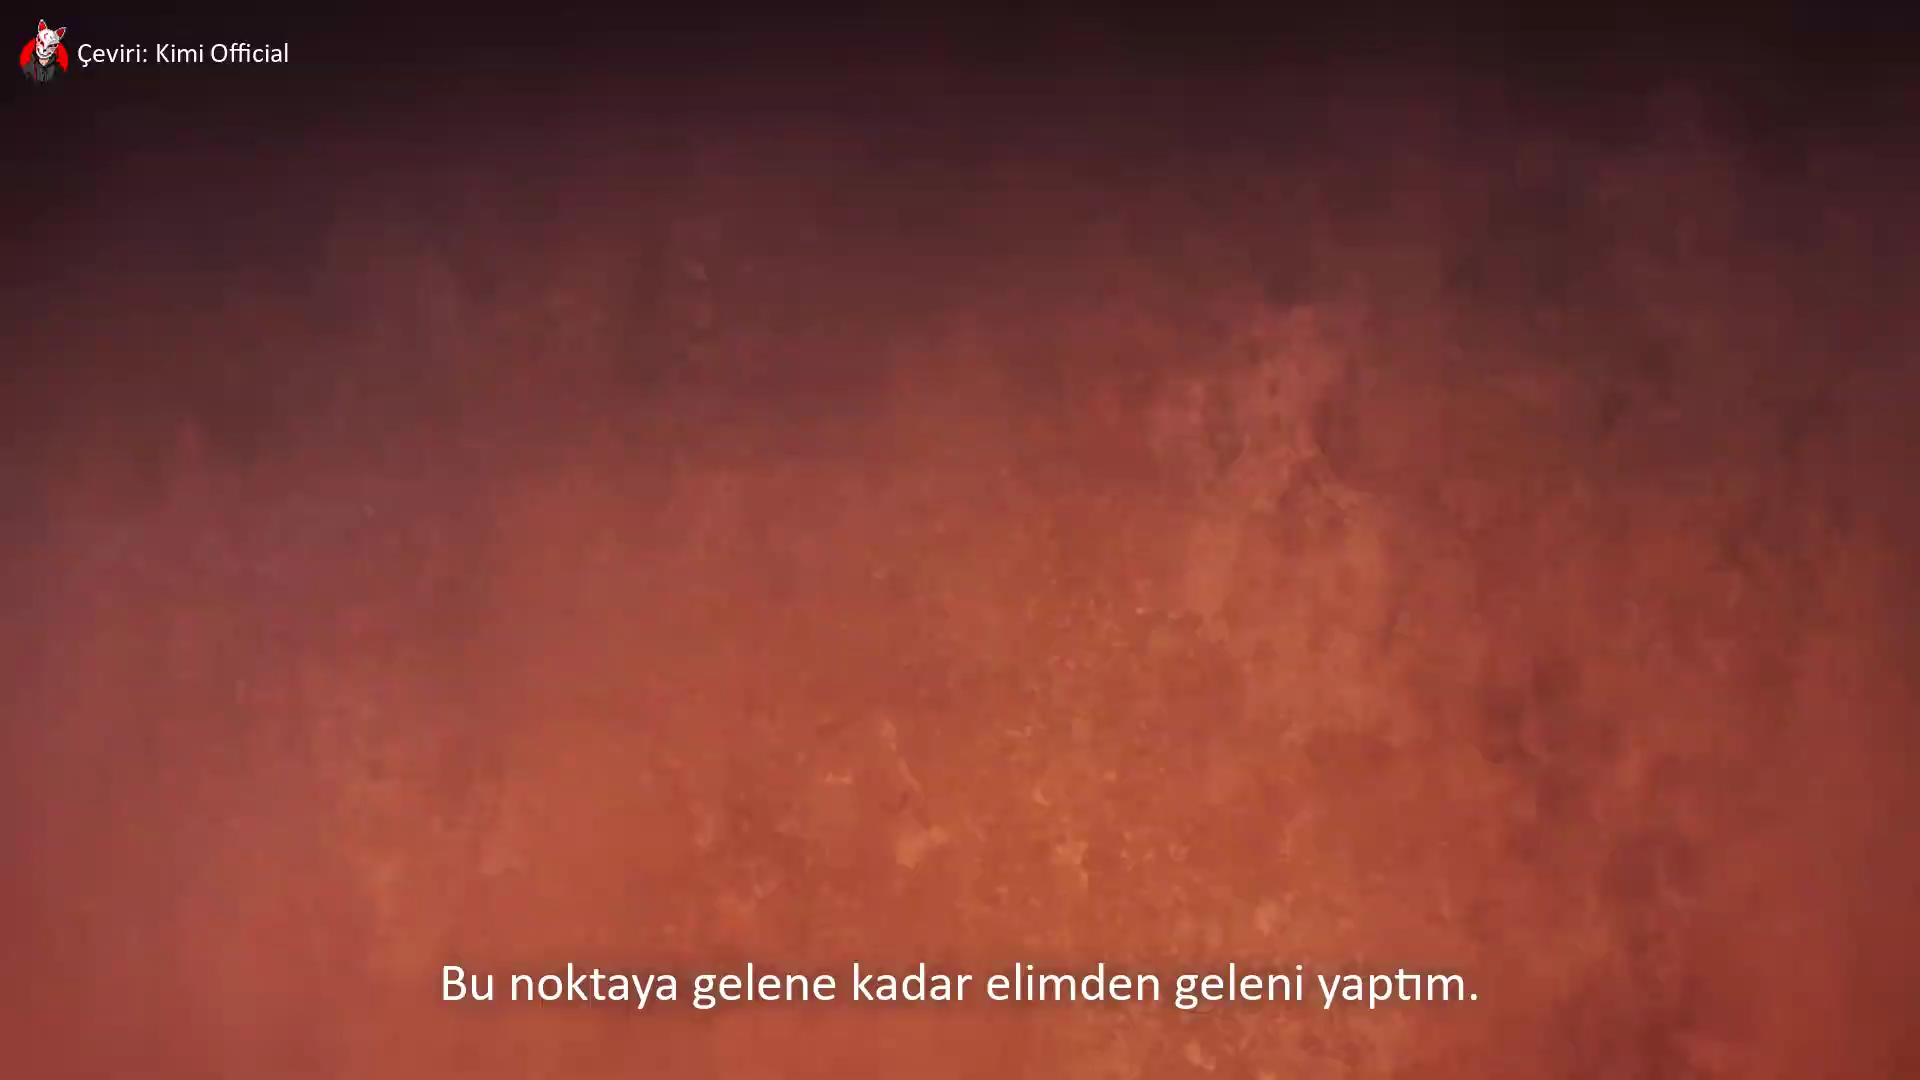 Çeviri: Kimi Official
Bu noktaya gelene kadar elimden geleni yaptım.